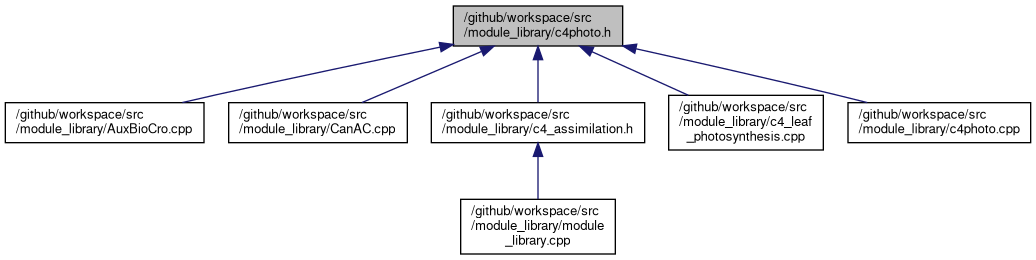 /github/workspace/src
/module_library/c4photo.h
/github/workspace/src
/module_library/AuxBioCro.cpp
/github/workspace/src
/module_library/CanAC.cpp
/github/workspace/src
/module_library/c4_assimilation.h
/github/workspace/src
/module_library/c4_leaf
_photosynthesis.cpp
/github/workspace/src
/module_library/c4photo.cpp
/github/workspace/src
/module_library/module
_library.cpp